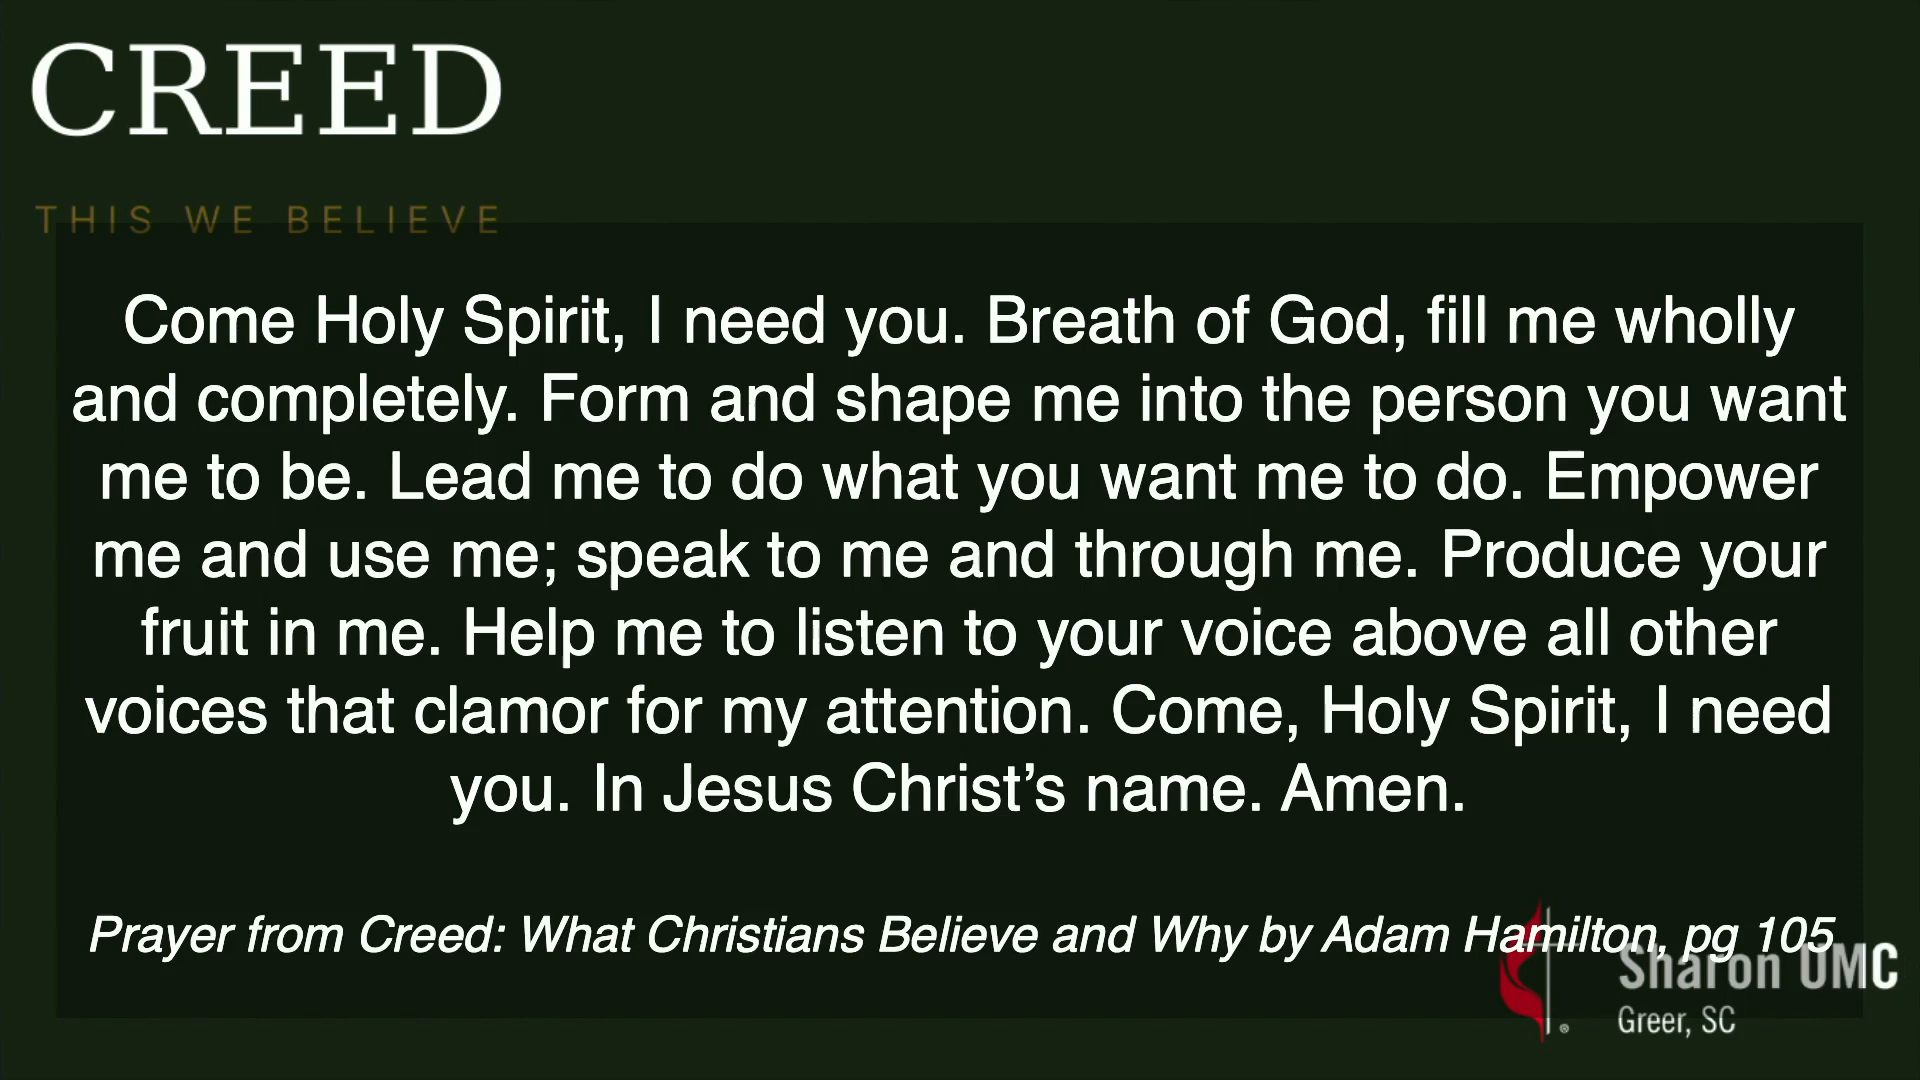 CREED
THIS WE BELIEVE
Come Holy Spirit, I need you. Breath of God, fill me wholly
and completely. Form and shape me into the person you want
me to be. Lead me to do what you want me to do. Empower
me and use me; speak to me and through me. Produce your
fruit in me. Help me to listen to your voice above all other
voices that clamor for my attention. Come, Holy Spirit, I need
you. In Jesus Christ’s name. Amen.
Prayer from Creed: What Christians Believe and Why by Adam Hamilton, pg 105
Sharon UMC
Greer, SC
®